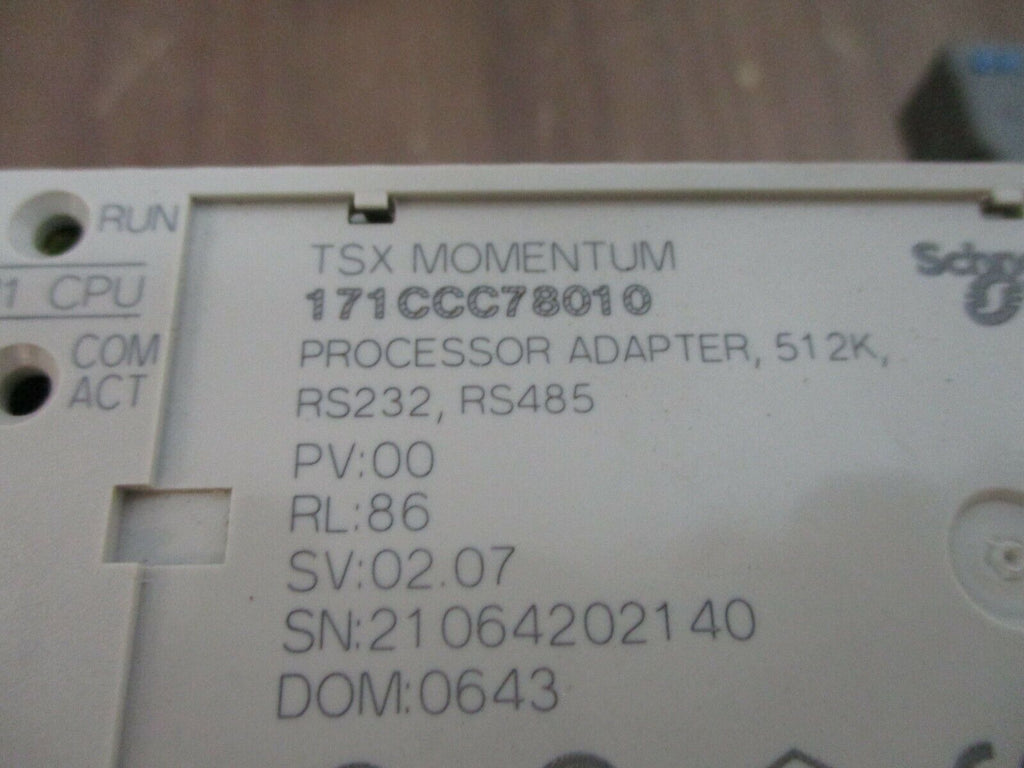 RUN
CPU
COM
ACT
TSX MOMENTUM
171CCC78010
PROCESSOR ADAPTER, 512K,
RS232, RS485
PV:00
RL:86
SV:02.07
SN:21064202140
DOM:0643